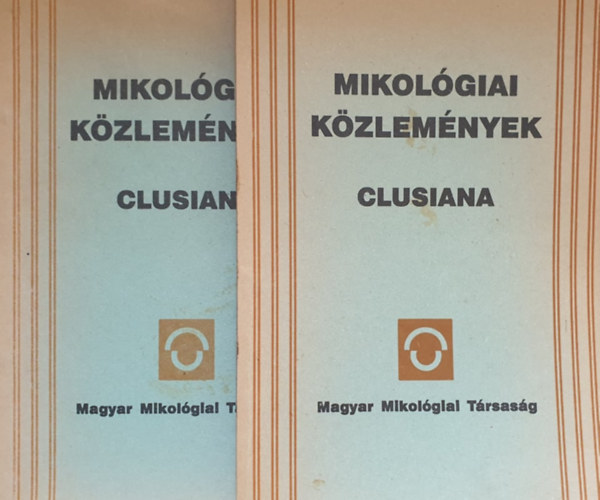 MIKOLÓG
KÖZLEMÉN
CLUSIAN
Magyar Mikológiai Tá
MIKOLÓGIAI
KÖZLEMÉNYEK
CLUSIANA
Magyar Mikológiai Társaság